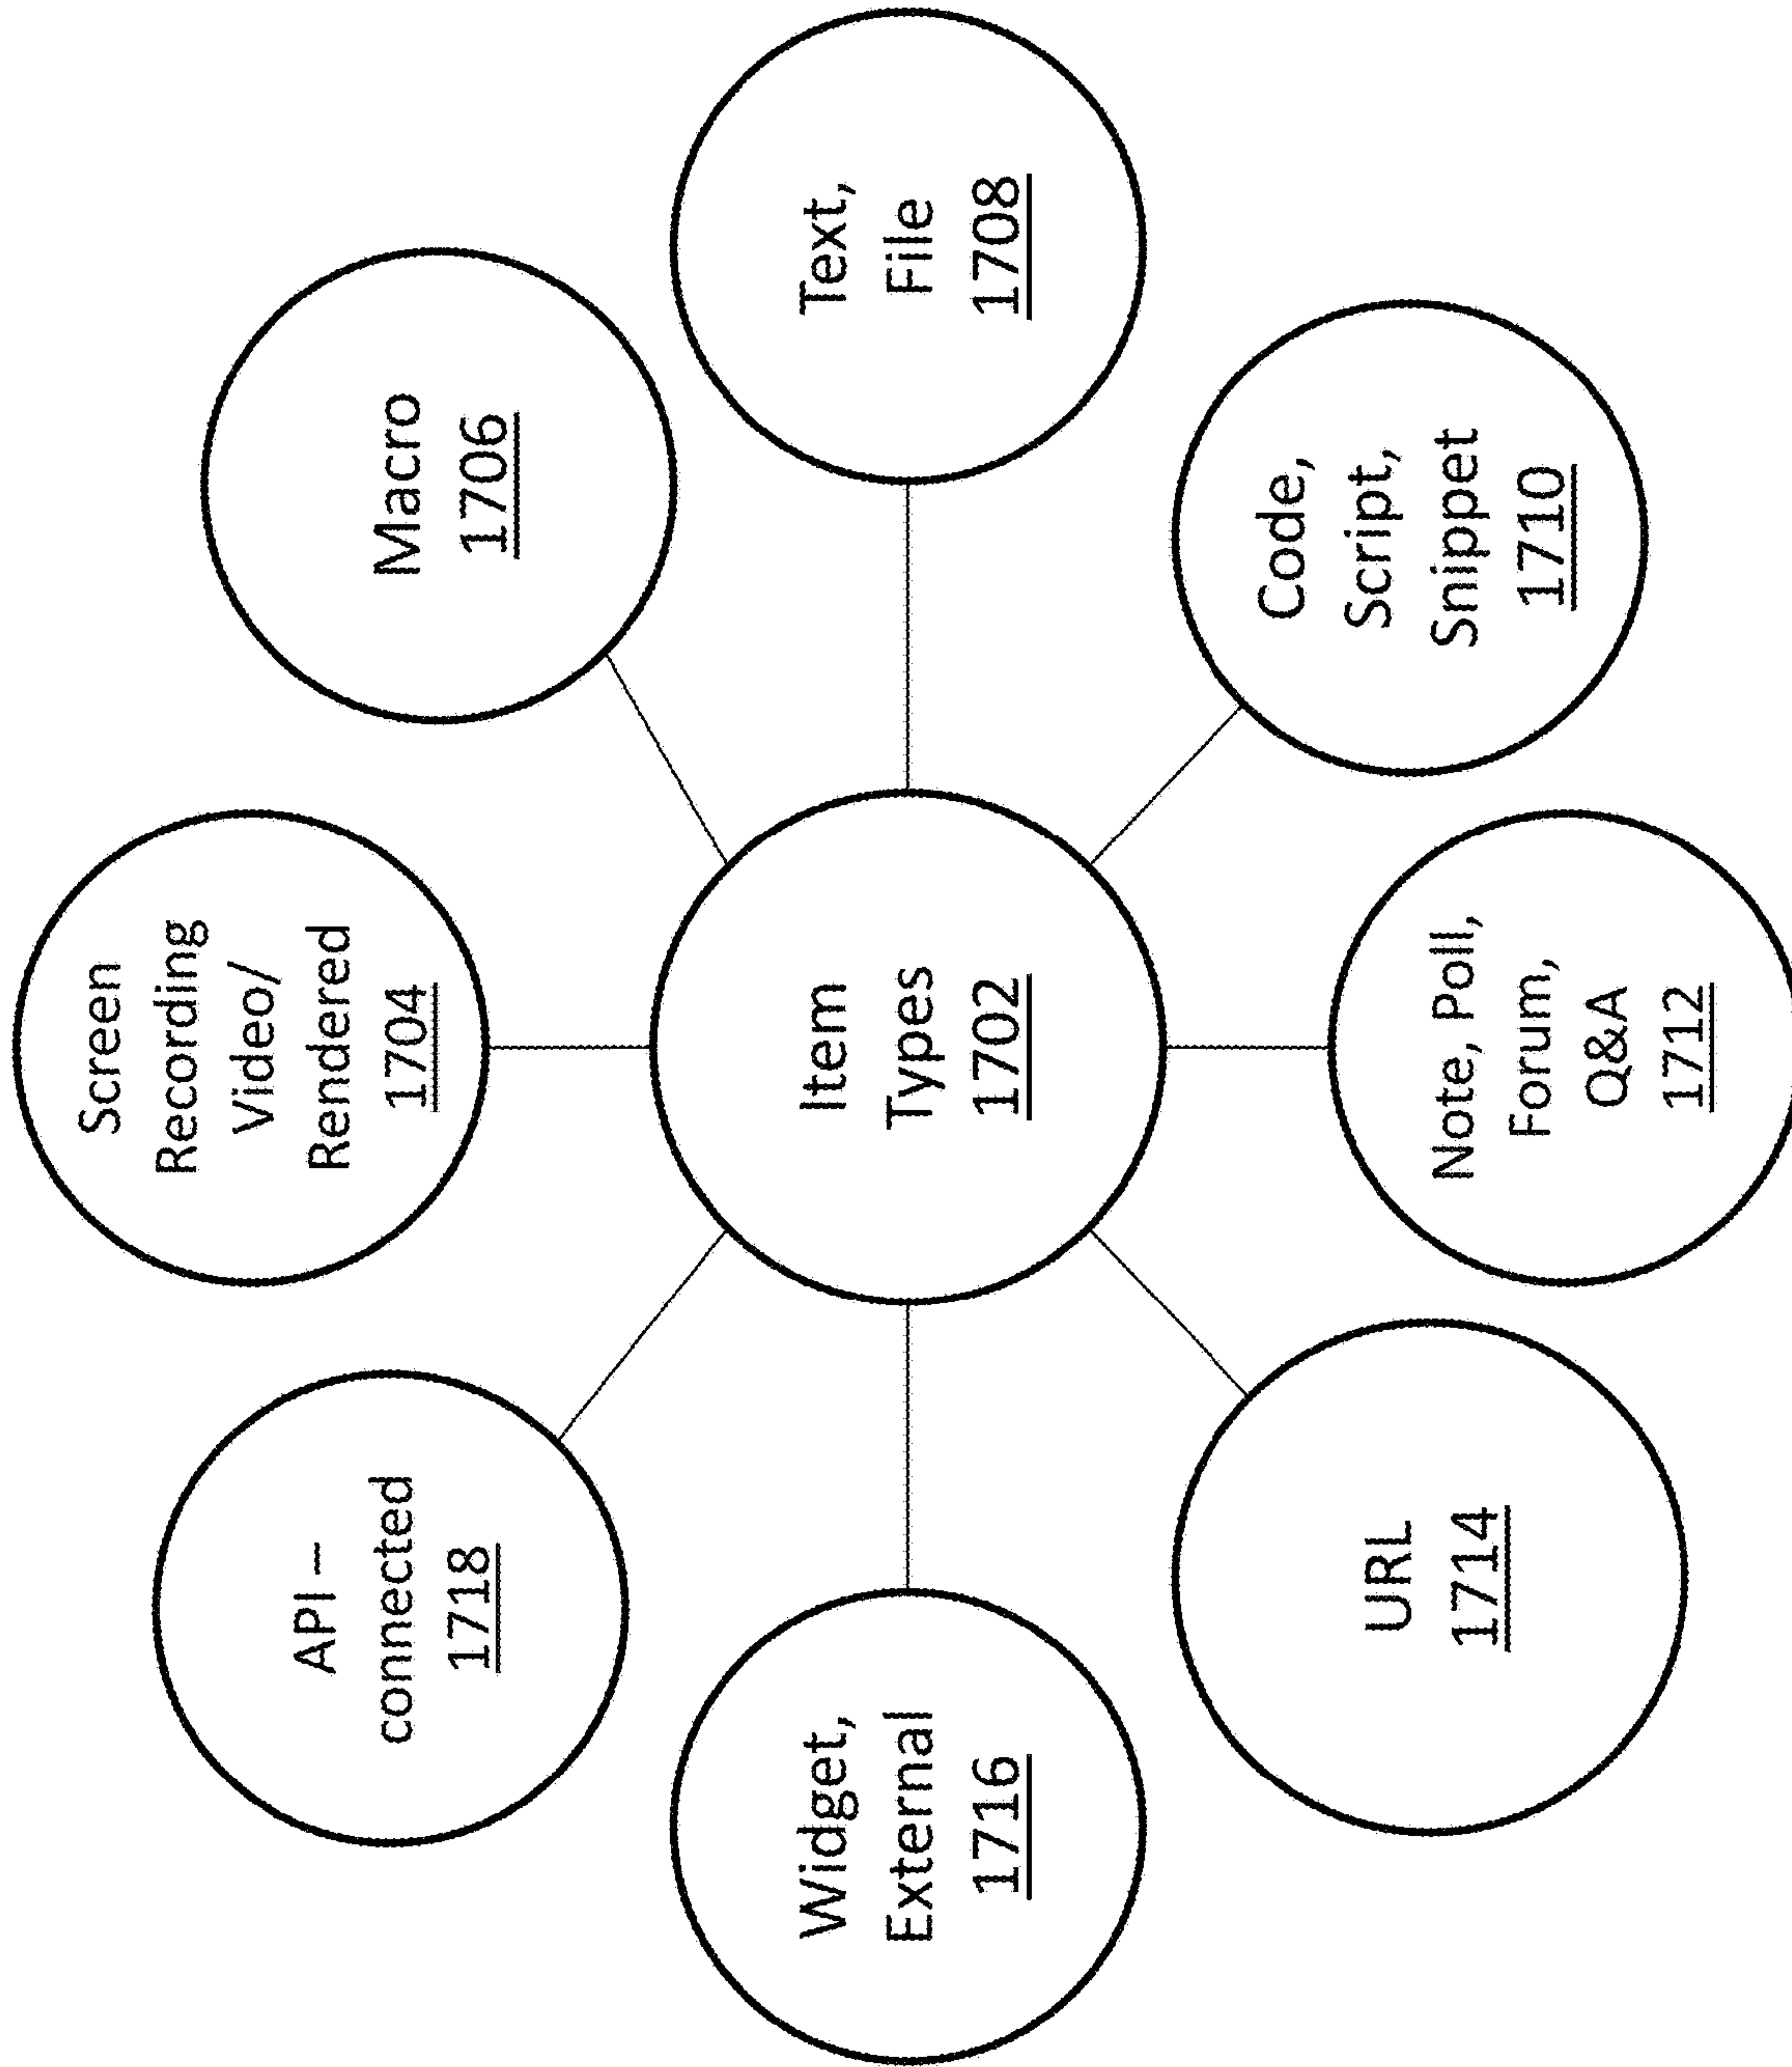 Screen
Recording
Video/
Rendered
1704
Macro
1706
Text,
File
1708
Code,
Script,
Snippet
1710
Note, Poll,
Forum,
Q&A
1712
URL
1714
Widget,
External
1716
API –
connected
1718
Item
Types
1702